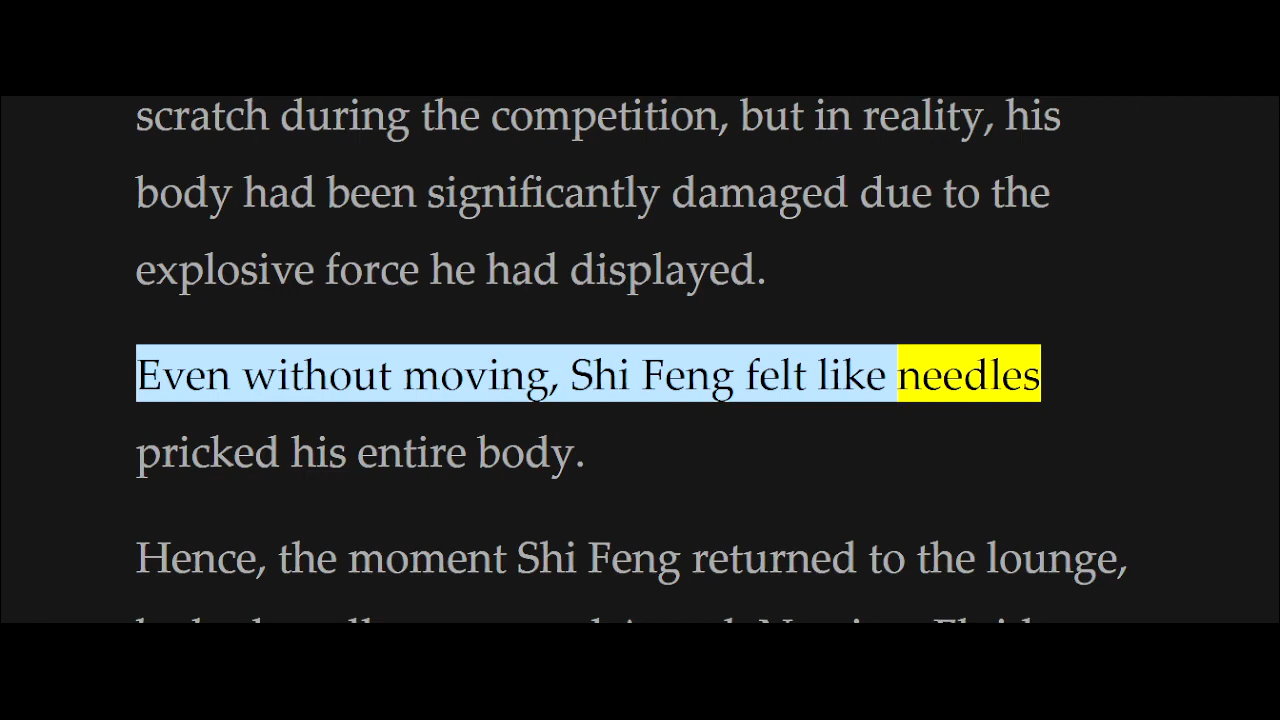 scratch during the competition, but in reality, his
body had been significantly damaged due to the
explosive force he had displayed.
Even without moving, Shi Feng felt like needles
pricked his entire body.
Hence, the moment Shi Feng returned to the lounge,